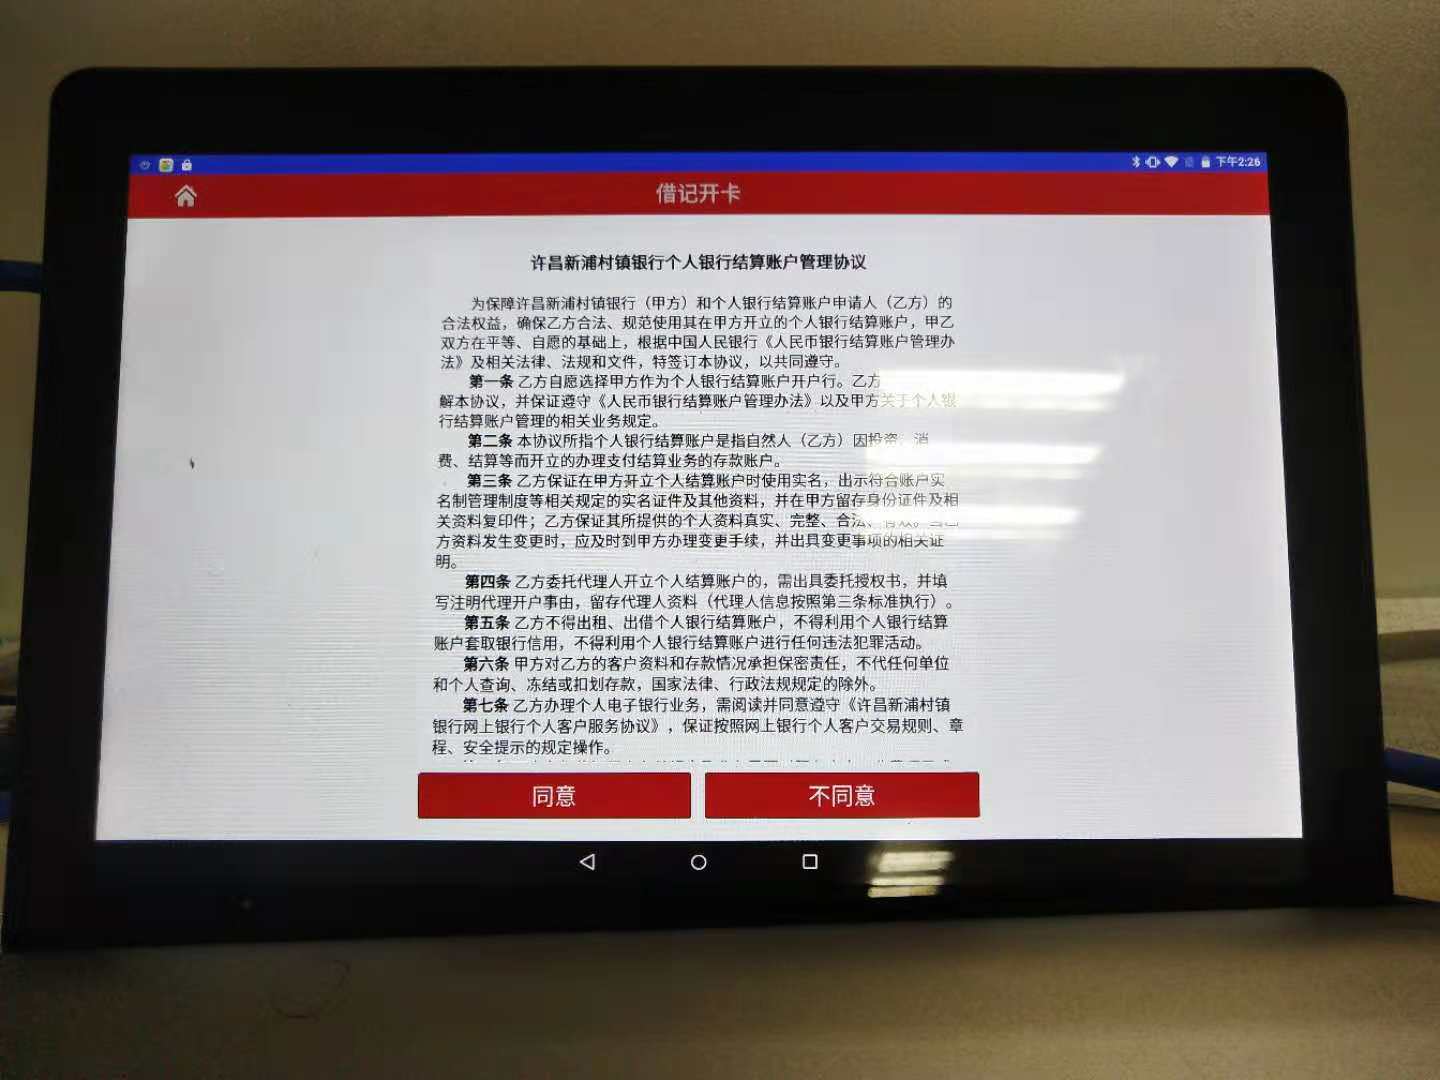 下午2:26
借记开卡
许昌新浦村镇银行个人银行结算账户管理协议
为保障许昌新浦村镇银行（甲方）和个人银行结算账户申请人（乙方）的
合法权益，确保乙方合法、规范使用其在甲方开立的个人银行结算账户，甲乙
双方在平等、自愿的基础上，根据中国人民银行《人民币银行结算账户管理办
法》及相关法律、法规和文件，特签订本协议，以共同遵守。
第一条 乙方自愿选择甲方作为个人银行结算账户开户行。乙方
解本协议，并保证遵守《人民币银行结算账户管理办法》以及甲方关于个人银
行结算账户管理的相关业务规定。
第二条 本协议所指个人银行结算账户是指自然人（乙方）因投资、消
费、结算等而开立的办理支付结算业务的存款账户。
第三条 乙方保证在甲方开立个人结算账户时使用实名，出示符合账户实
名制管理制度等相关规定的实名证件及其他资料，并在甲方留存身份证件及相
关资料复印件；乙方保证其所提供的个人资料真实、完整、合法、
方资料发生变更时，应及时到甲方办理变更手续，并出具变更事项的相关证
明。
第四条 乙方委托代理人开立个人结算账户的，需出具委托授权书，并填
写注明代理开户事由，留存代理人资料（代理人信息按照第三条标准执行）。
第五条 乙方不得出租、出借个人银行结算账户，不得利用个人银行结算
账户套取银行信用，不得利用个人银行结算账户进行任何违法犯罪活动。
第六条 甲方对乙方的客户资料和存款情况承担保密责任，不代任何单位
和个人查询、冻结或扣划存款，国家法律、行政法规规定的除外。
第七条 乙方办理个人电子银行业务，需阅读并同意遵守《许昌新浦村镇
银行网上银行个人客户服务协议》，保证按照网上银行个人客户交易规则、章
程、安全提示的规定操作。
同意
不同意